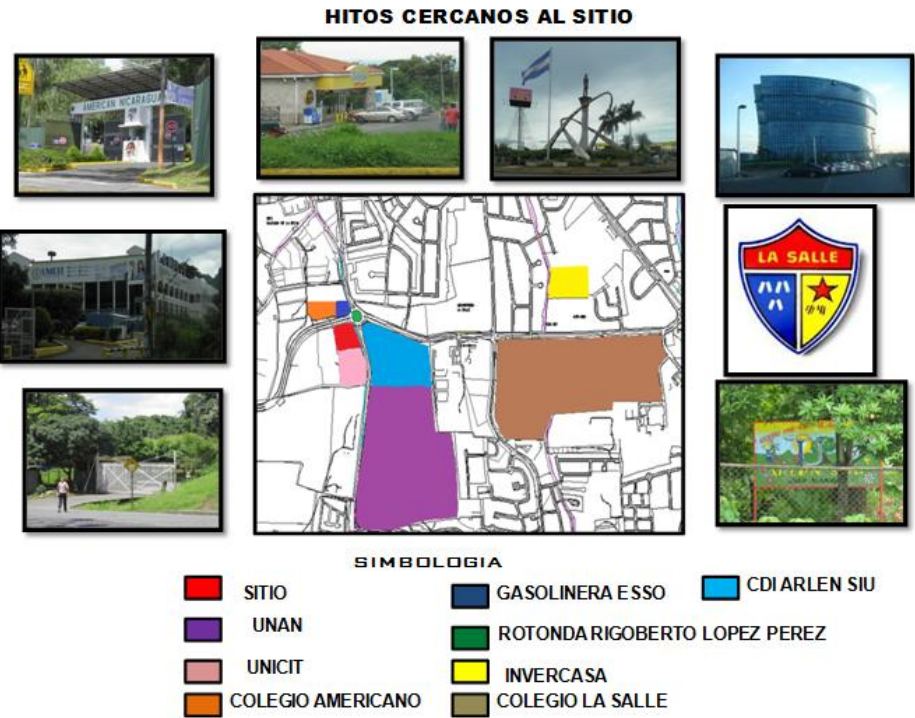 HITOS CERCANOS AL SITIO
AMERICAN NICARAGUA
LA SALLE
SIMBOLOGIA
SITIO
GASOLINERA ESSO
CDI ARLEN SIU
UNAN
ROTONDA RIGOBERTO LOPEZ PEREZ
UNICIT
INVERCASA
COLEGIO AMERICANO
COLEGIO LA SALLE